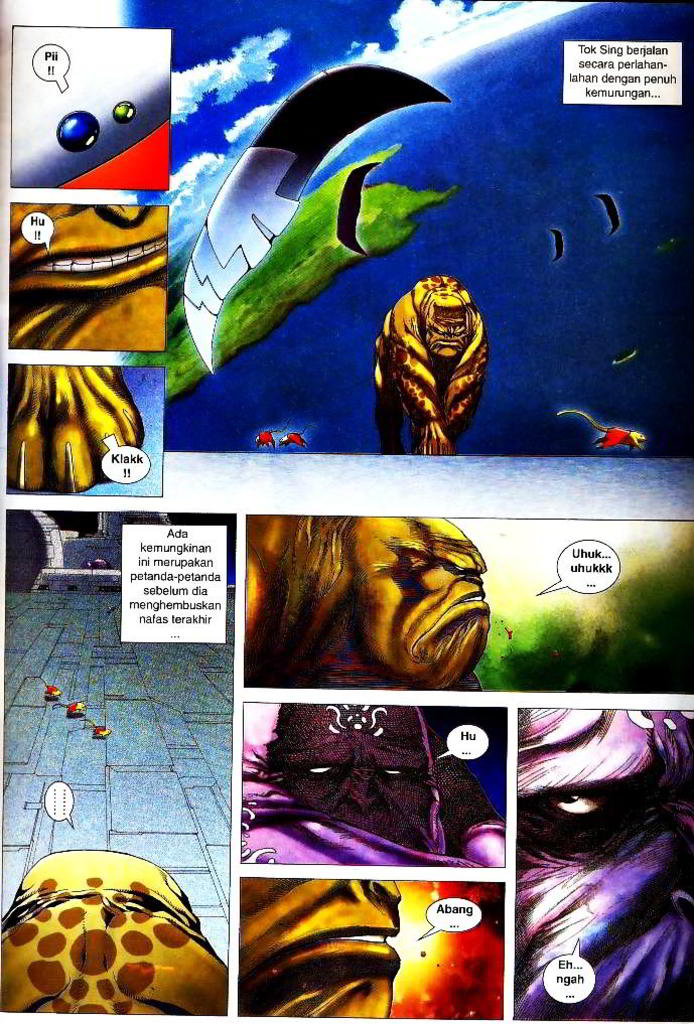 Pii
!!
Tok Sing berjalan
secara perlahan-
lahan dengan penuh
kemurungan...
Hu
!!
Klakk
!!
Ada
kemungkinan
ini merupakan
petanda-petanda
sebelum dia
menghembuskan
nafas terakhir
...
Uhuk...
uhukkk
...
Hu
...
Abang
...
Eh...
ngah
...